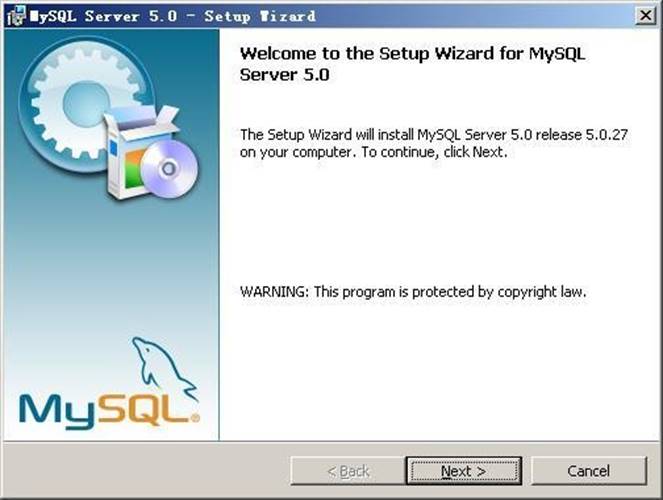 MySQL Server 5.0 - Setup Wizard
Welcome to the Setup Wizard for MySQL
Server 5.0
The Setup Wizard will install MySQL Server 5.0 release 5.0.27
on your computer. To continue, click Next.
WARNING: This program is protected by copyright law.
MySQL®
< Back
Next >
Cancel